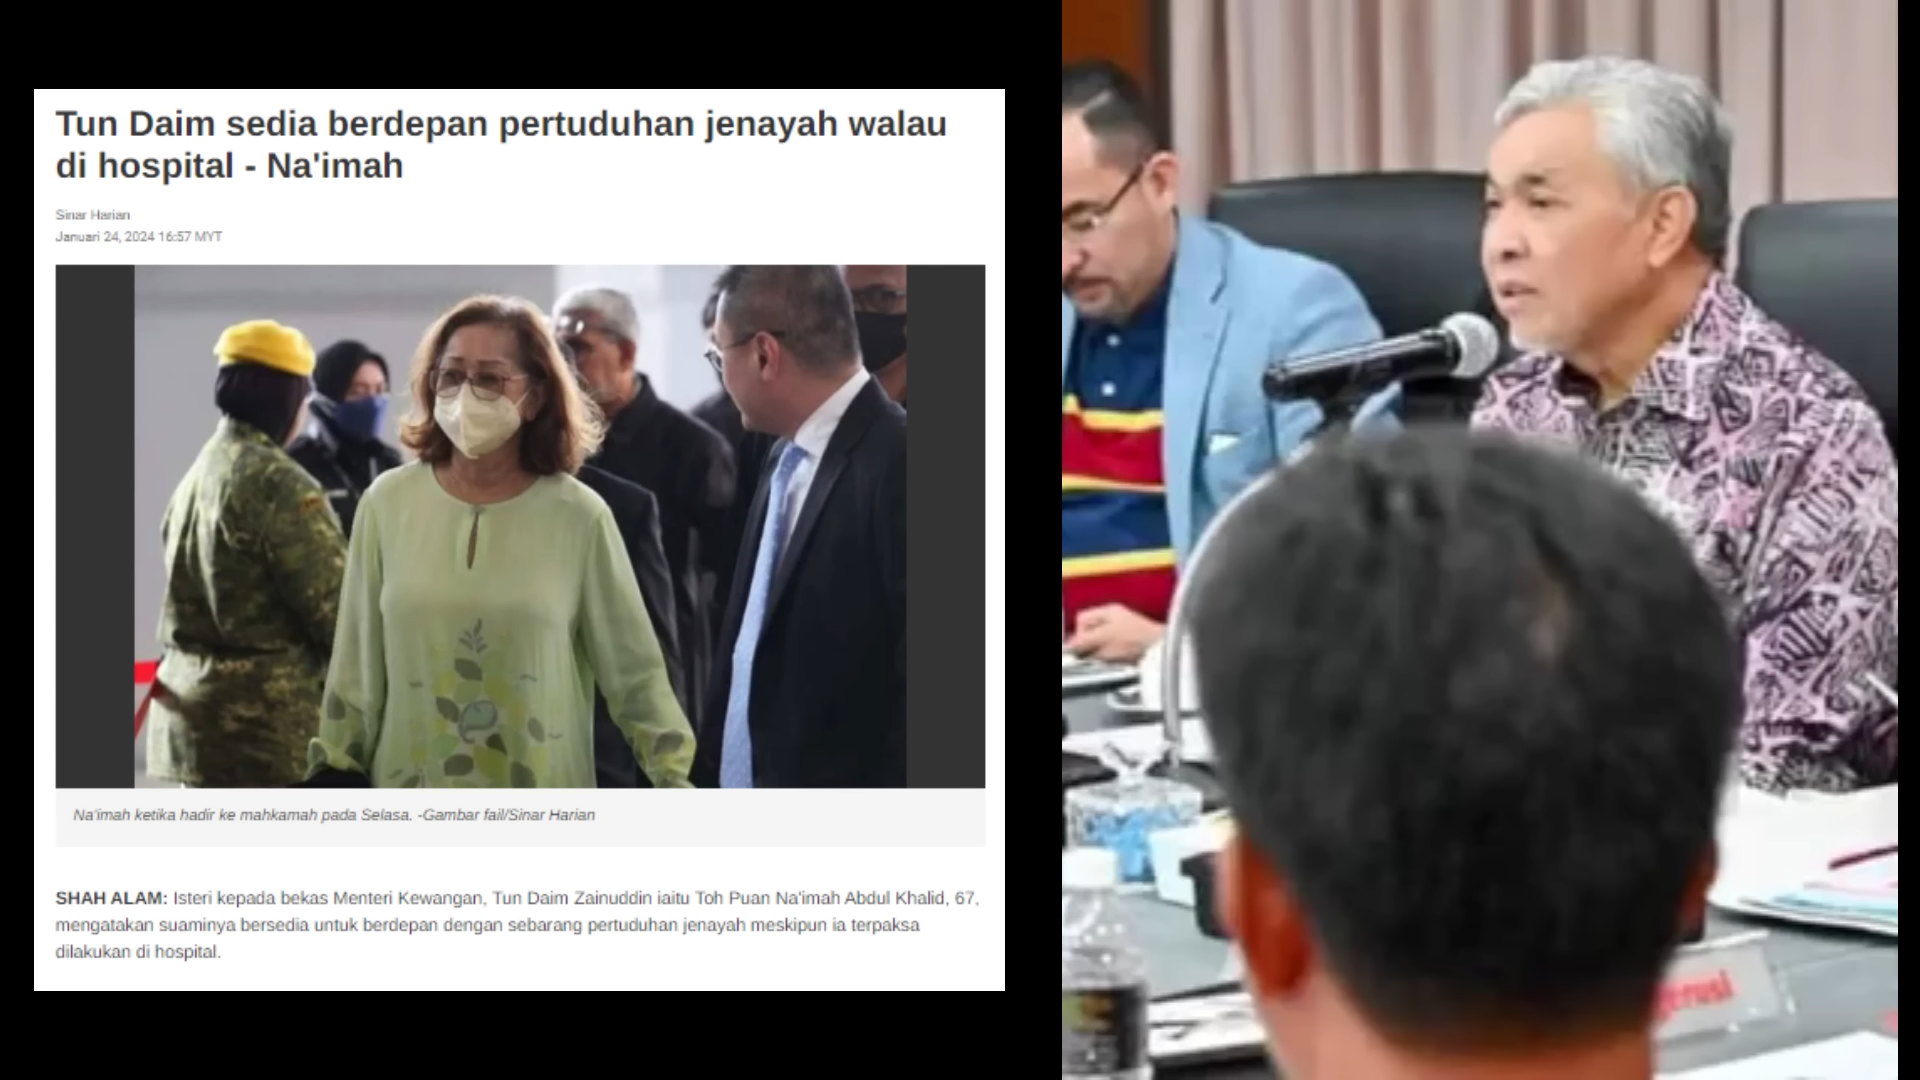 Tun Daim sedia berdepan pertuduhan jenayah walau
di hospital - Na'imah
Sinar Harian
Januari 24, 2024 16:57 MYT
Na'imah ketika hadir ke mahkamah pada Selasa. -Gambar fail/Sinar Harian
SHAH ALAM: Isteri kepada bekas Menteri Kewangan, Tun Daim Zainuddin iaitu Toh Puan Na'imah Abdul Khalid, 67,
mengatakan suaminya bersedia untuk berdepan dengan sebarang pertuduhan jenayah meskipun ia terpaksa
dilakukan di hospital.